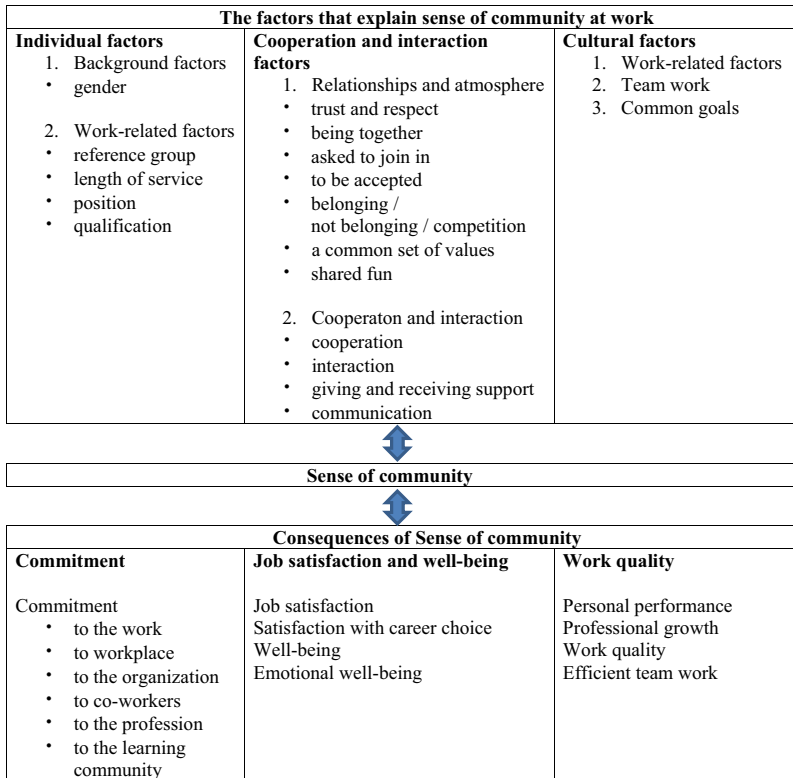 The factors that explain sense of community at work
Individual factors
1. Background factors
• gender
2. Work-related factors
• reference group
• length of service
• position
• qualification
Cooperation and interaction
factors
1. Relationships and atmosphere
• trust and respect
• being together
• asked to join in
• to be accepted
• belonging /
not belonging / competition
• a common set of values
• shared fun
2. Cooperaton and interaction
• cooperation
• interaction
• giving and receiving support
• communication
Cultural factors
1. Work-related factors
2. Team work
3. Common goals
Sense of community
Consequences of Sense of community
Commitment
Commitment
• to the work
• to workplace
• to the organization
• to co-workers
• to the profession
• to the learning
community
Job satisfaction and well-being
Job satisfaction
Satisfaction with career choice
Well-being
Emotional well-being
Work quality
Personal performance
Professional growth
Work quality
Efficient team work